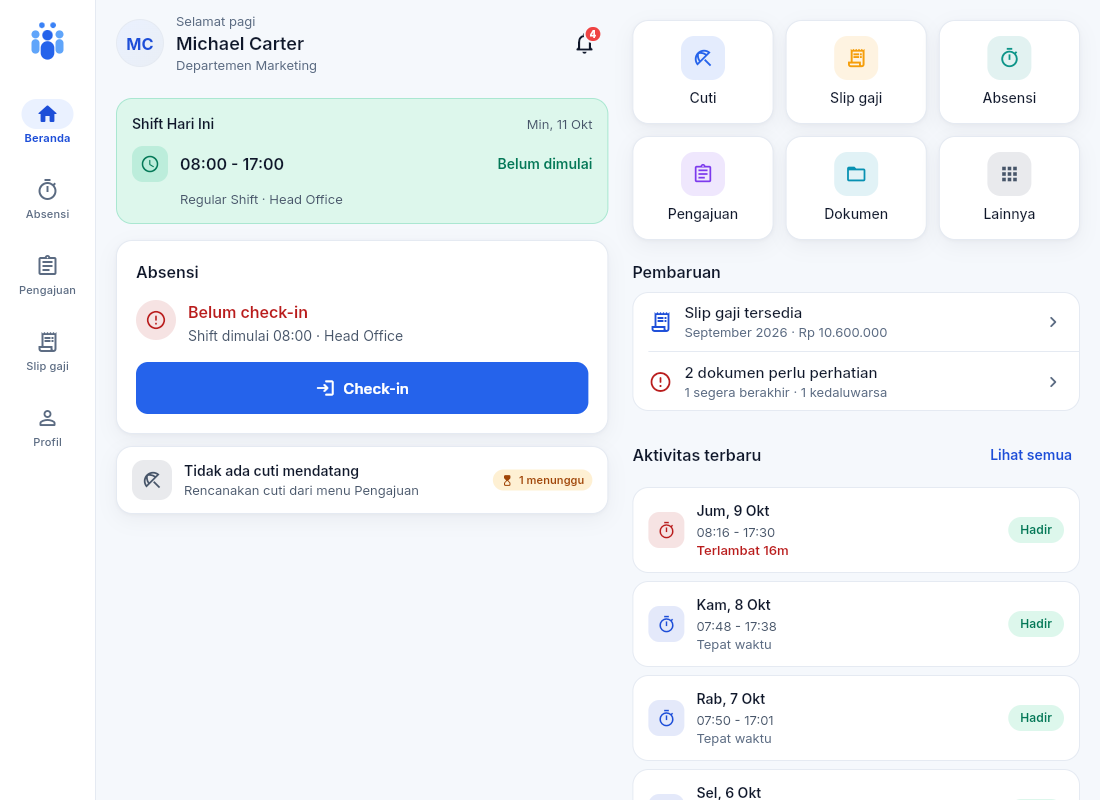 Beranda
Absensi
Pengajuan
Slip gaji
Profil
MC
Selamat pagi
Michael Carter
Departemen Marketing
4
Shift Hari Ini
Min, 11 Okt
08:00 - 17:00
Belum dimulai
Regular Shift · Head Office
Absensi
Belum check-in
Shift dimulai 08:00 · Head Office
Check-in
Tidak ada cuti mendatang
Rencanakan cuti dari menu Pengajuan
1 menunggu
Cuti
Slip gaji
Absensi
Pengajuan
Dokumen
Lainnya
Pembaruan
Slip gaji tersedia
September 2026 · Rp 10.600.000
2 dokumen perlu perhatian
1 segera berakhir · 1 kedaluwarsa
Aktivitas terbaru
Lihat semua
Jum, 9 Okt
08:16 - 17:30
Terlambat 16m
Hadir
Kam, 8 Okt
07:48 - 17:38
Tepat waktu
Hadir
Rab, 7 Okt
07:50 - 17:01
Tepat waktu
Hadir
Sel, 6 Okt